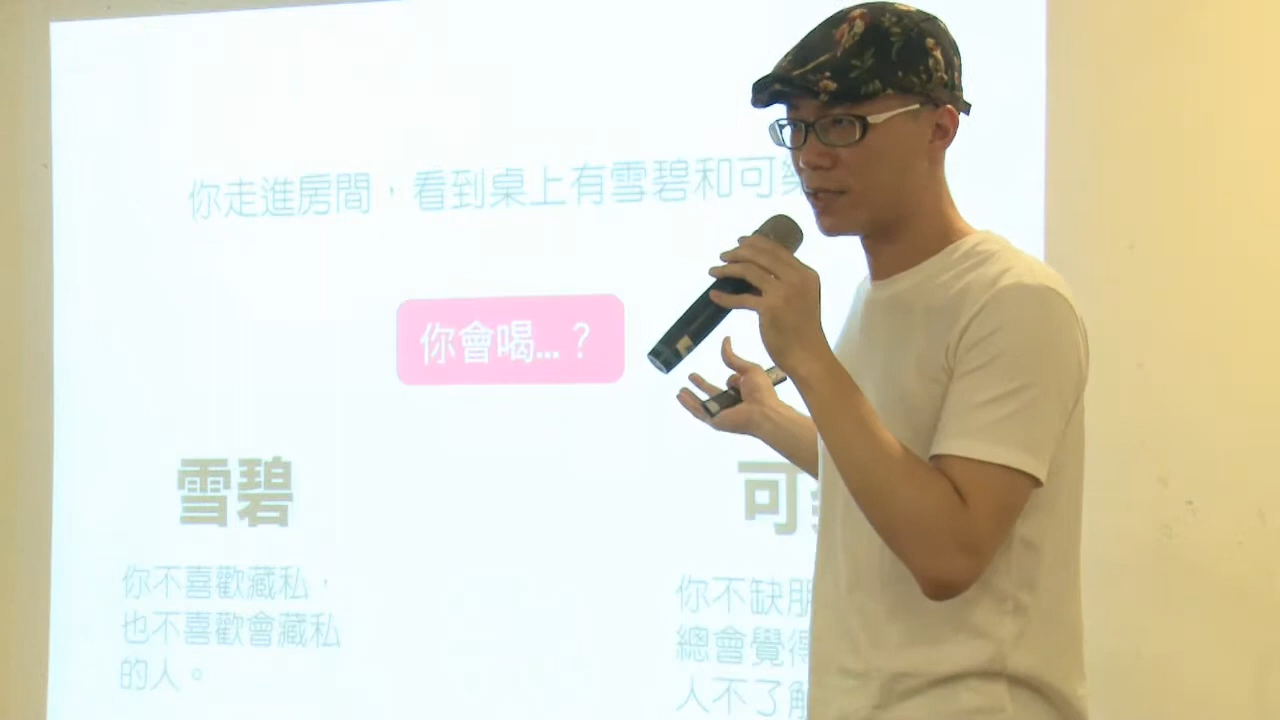 你走進房間,看到桌上有雪碧和可樂
你會喝...?
雪碧
可
你不喜歡藏私,
也不喜歡會藏私
的人。
你不缺朋
總會覺得
人不了解